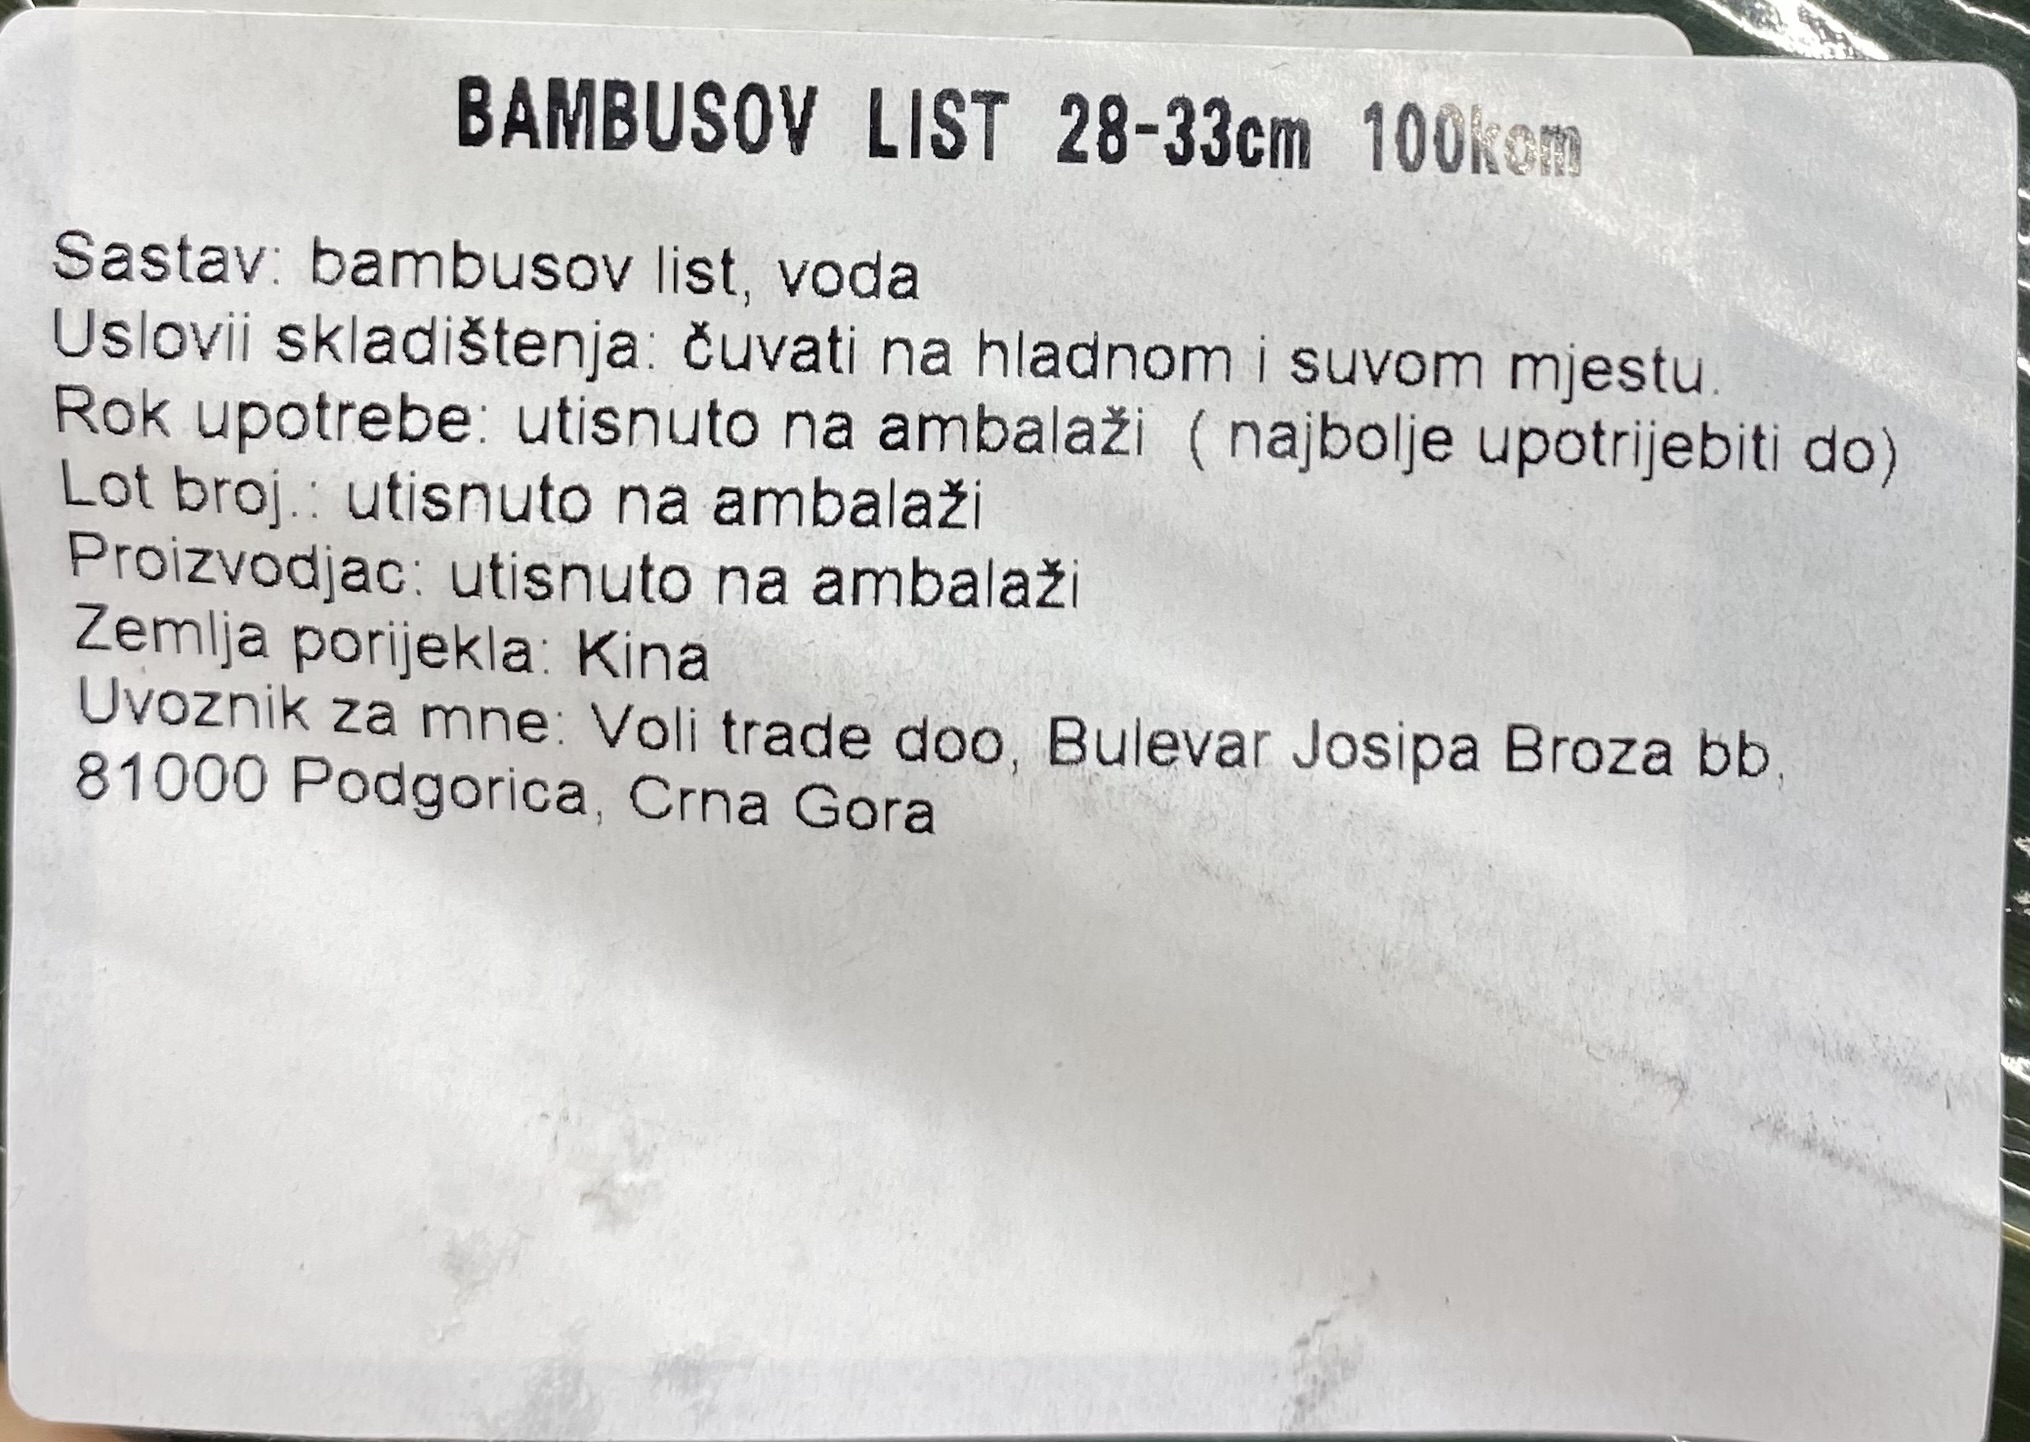 BAMBUSOV LIST 28-33cm 100kom
Sastav: bambusov list, voda
Uslovii skladištenja: čuvati na hladnom i suvom mjestu.
Rok upotrebe: utisnuto na ambalaži ( najbolje upotrijebiti do)
Lot broj.: utisnuto na ambalaži
Proizvodjac: utisnuto na ambalaži
Zemlja porijekla: Kina
Uvoznik za mne: Voli trade doo, Bulevar Josipa Broza bb,
81000 Podgorica, Crna Gora